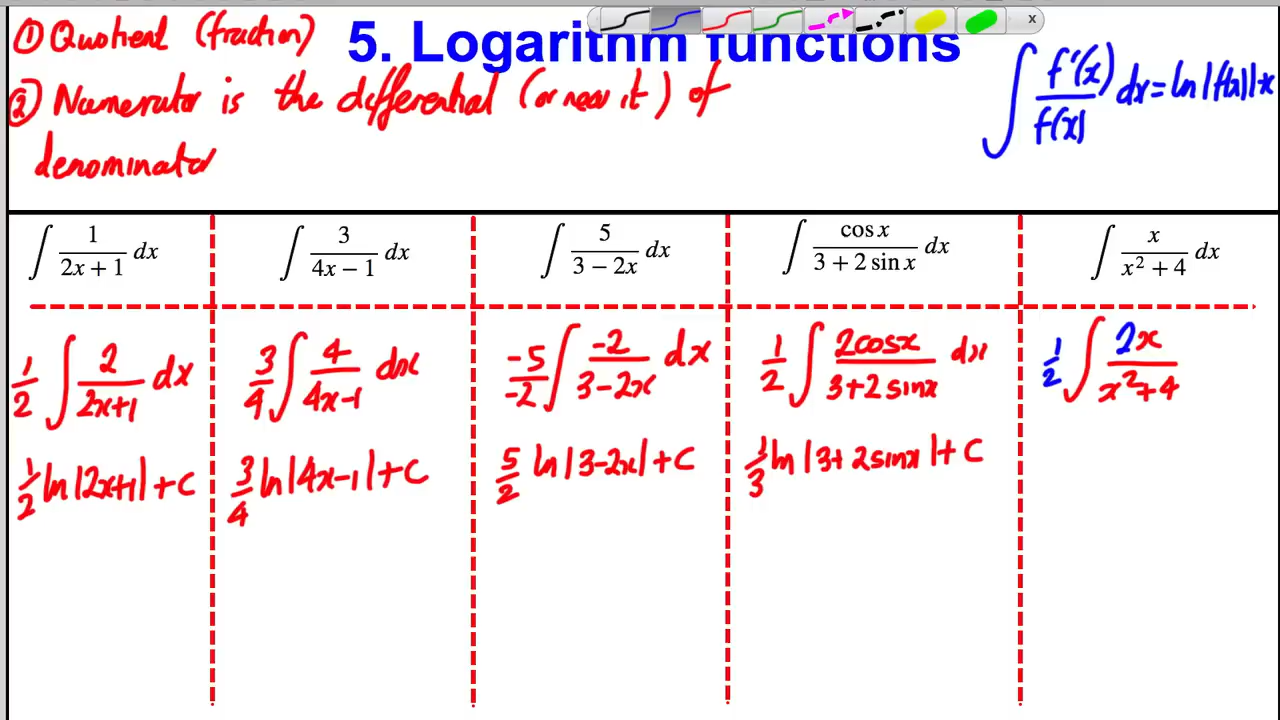 ① Quotient (fraction)
5. Logarithm functions
x
② Numerator is the differential (or near it) of
denominator
∫ f'(x)/f(x) dx = ln|f(x)|+x
∫ 1/(2x + 1) dx
∫ 3/(4x − 1) dx
∫ 5/(3 − 2x) dx
∫ cos x/(3 + 2 sin x) dx
∫ x/(x² + 4) dx
1/2 ∫ 2/(2x+1) dx
3/4 ∫ 4/(4x-1) dx
-5/-2 ∫ -2/(3-2x) dx
1/2 ∫ 2cosx/(3+2sinx) dx
1/2 ∫ 2x/(x²+4)
1/2 ln|2x+1| + C
3/4 ln|4x-1| + C
5/2 ln|3-2x| + C
1/3 ln|3+2sinx| + C